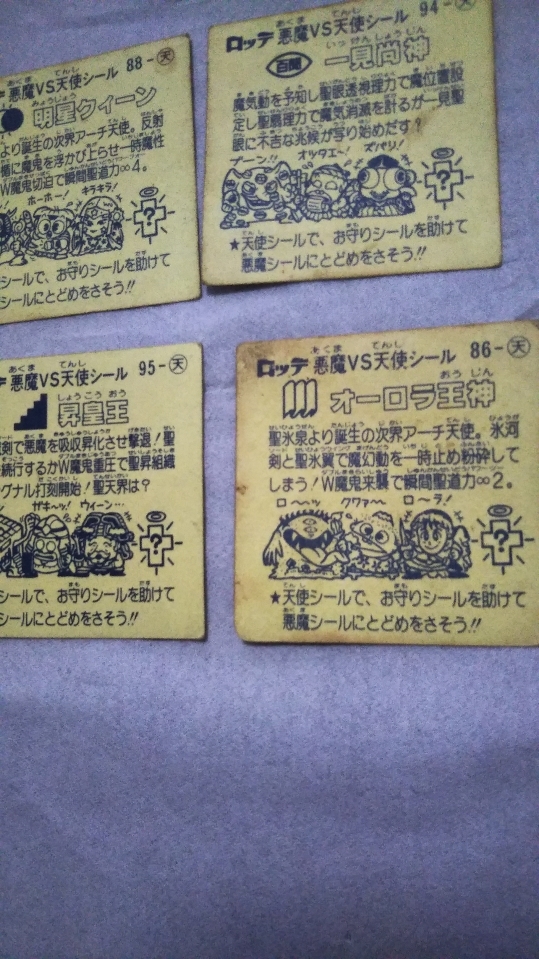 悪魔VS天使シール 88-天
明星クィーン
より誕生の次界アーチ天使。反射
盾に魔鬼を浮かび上らせ一時魔性
W魔鬼切迫で瞬間聖道力∞4。
ホーホー! キラキラ!
?
シールで、お守りシールを助けて
シールにとどめをさそう!!
ロッテ 悪魔VS天使シール 94-天
百聞
一見尚神
魔気動を予知し聖眼透視理力で魔位置設
定し聖覇理力で魔気消滅を計るが一見聖
眼に不吉な兆候が写り始めだす?
プーン!! オッタエ〜! ズバリ!
?
★天使シールで、お守りシールを助けて
悪魔シールにとどめをさそう!!
悪魔VS天使シール 95-天
昇皇王
剣で悪魔を吸収昇化させ撃退!聖
続行するかW魔鬼重圧で聖昇組織
グナル打刻開始!聖天界は?
ガキ〜ッ! ウィーン…
?
シールで、お守りシールを助けて
シールにとどめをさそう!!
ロッテ 悪魔VS天使シール 86-天
オーロラ王神
聖氷泉より誕生の次界アーチ天使。氷河
剣と聖氷翼で魔幻動を一時止め粉砕して
しまう!W魔鬼来襲で瞬間聖道力∞2。
ロ〜〜ッ クワァ〜 ロ〜ラ!
?
★天使シールで、お守りシールを助けて
悪魔シールにとどめをさそう!!